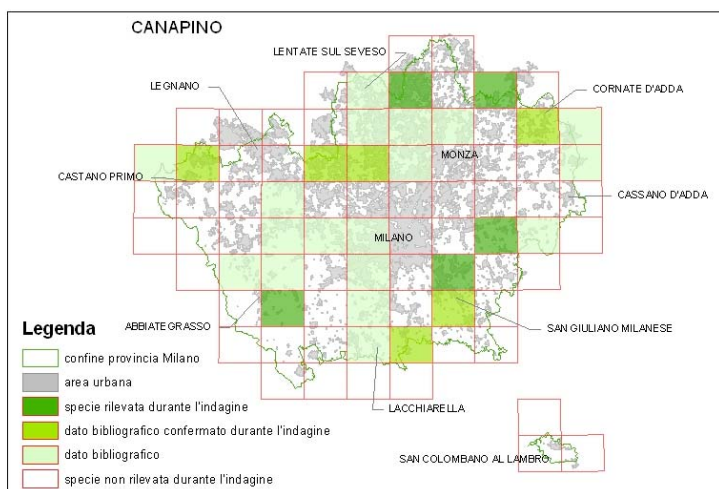 CANAPINO
LENTATE SUL SEVESO
LEGNANO
CORNATE D'ADDA
MONZA
CASTANO PRIMO
CASSANO D'ADDA
MILANO
ABBIATEGRASSO
SAN GIULIANO MILANESE
LACCHIARELLA
SAN COLOMBANO AL LAMBRO
Legenda
confine provincia Milano
area urbana
specie rilevata durante l'indagine
dato bibliografico confermato durante l'indagine
dato bibliografico
specie non rilevata durante l'indagine